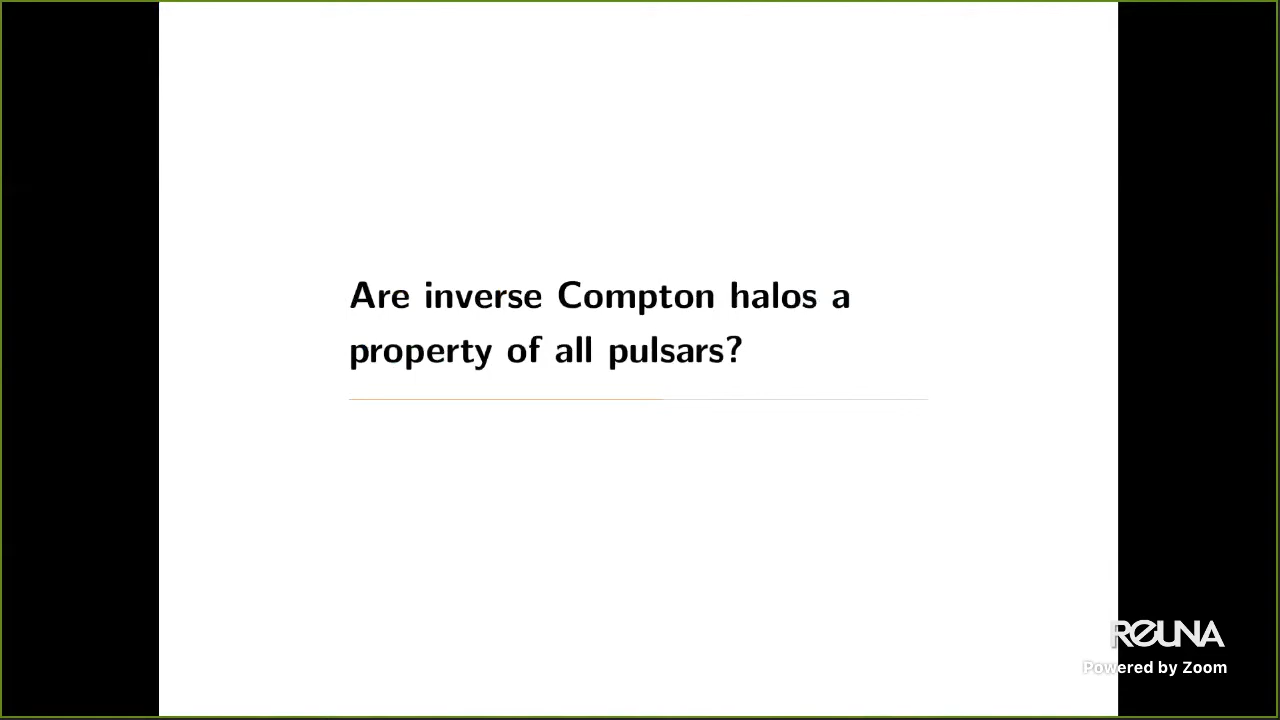 Are inverse Compton halos a
property of all pulsars?
REUNA
Powered by Zoom